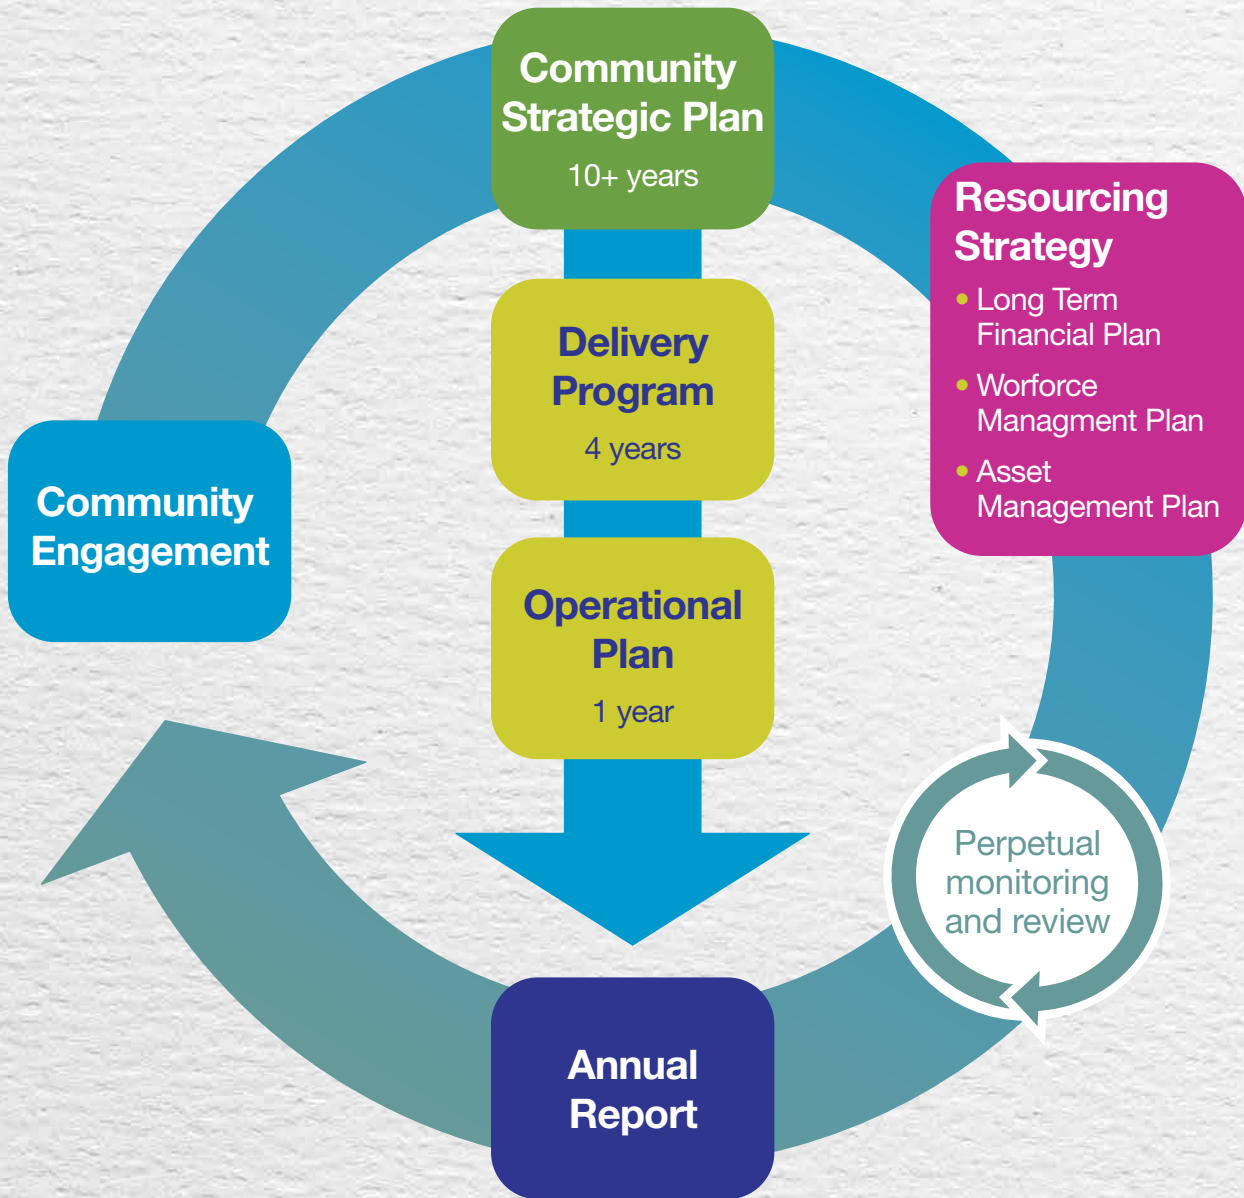 Community
Strategic Plan
10+ years
Resourcing
Strategy
• Long Term
Financial Plan
• Worforce
Managment Plan
• Asset
Management Plan
Delivery
Program
4 years
Community
Engagement
Operational
Plan
1 year
Perpetual
monitoring
and review
Annual
Report